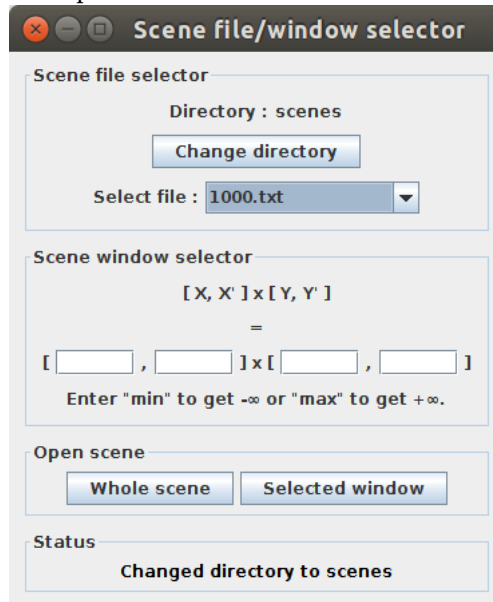 Scene file/window selector
Scene file selector
Directory : scenes
Change directory
Select file : 1000.txt
Scene window selector
[ X, X' ] x [ Y, Y' ]
=
[ , ] x [ , ]
Enter "min" to get -∞ or "max" to get +∞.
Open scene
Whole scene Selected window
Status
Changed directory to scenes